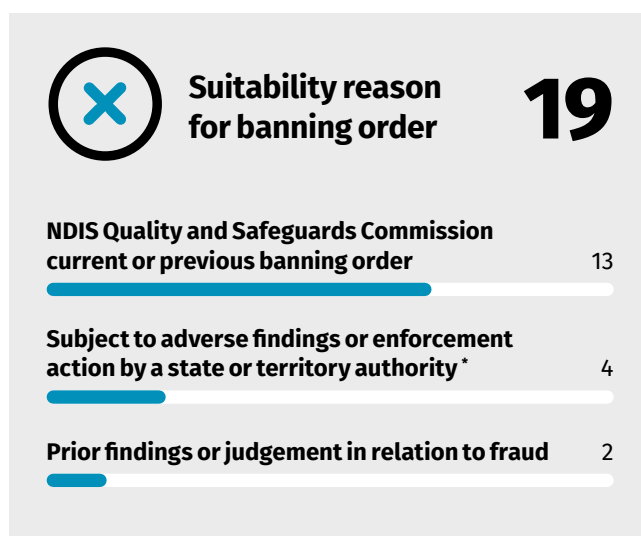 Suitability reason
for banning order
19
NDIS Quality and Safeguards Commission
current or previous banning order 13
Subject to adverse findings or enforcement
action by a state or territory authority * 4
Prior findings or judgement in relation to fraud 2